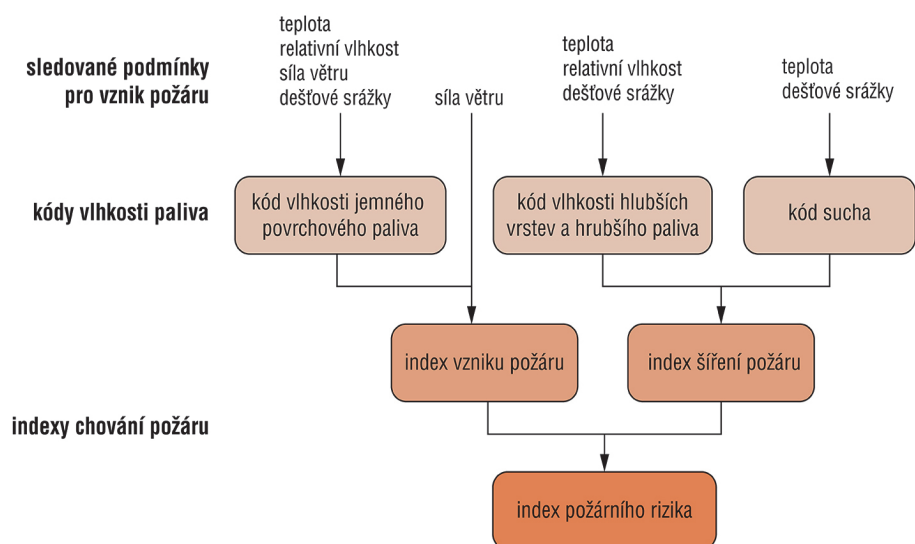 sledované podmínky
pro vznik požáru
teplota
relativní vlhkost
síla větru
dešťové srážky
síla větru
teplota
relativní vlhkost
dešťové srážky
teplota
dešťové srážky
kódy vlhkosti paliva
kód vlhkosti jemného
povrchového paliva
kód vlhkosti hlubších
vrstev a hrubšího paliva
kód sucha
index vzniku požáru
index šíření požáru
indexy chování požáru
index požárního rizika